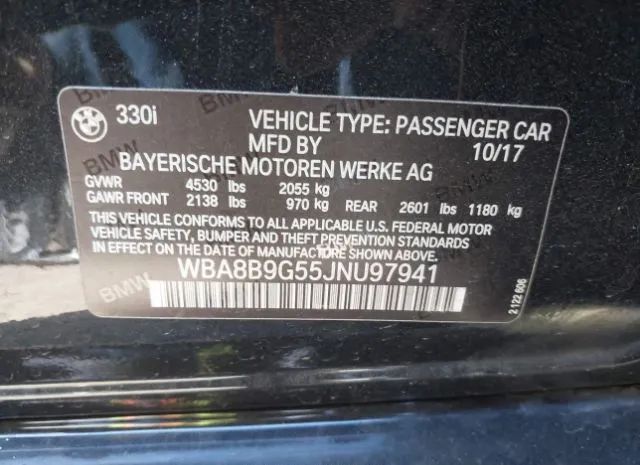 330i VEHICLE TYPE: PASSENGER CAR
MFD BY 10/17
BAYERISCHE MOTOREN WERKE AG
GVWR 4530 lbs 2055 kg
GAWR FRONT 2138 lbs 970 kg REAR 2601 lbs 1180 kg
THIS VEHICLE CONFORMS TO ALL APPLICABLE U.S. FEDERAL MOTOR
VEHICLE SAFETY, BUMPER AND THEFT PREVENTION STANDARDS
IN EFFECT ON THE DATE OF MANUFACTURE SHOWN ABOVE.
WBA8B9G55JNU97941
2122 606
BMW